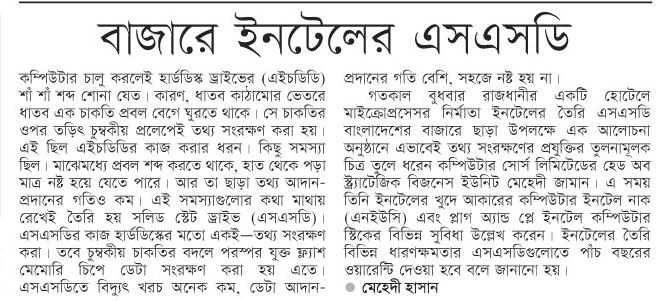 বাজারে ইনটেলের এসএসডি
কম্পিউটার চালু করলেই হার্ডডিস্ক ড্রাইভের (এইচডিডি)
শাঁ শাঁ শব্দ শোনা যেত। কারণ, ধাতব কাঠামোর ভেতরে
ধাতব এক চাকতি প্রবল বেগে ঘুরতে থাকে। সে চাকতির
ওপর তড়িৎ চুম্বকীয় প্রলেপেই তথ্য সংরক্ষণ করা হয়।
এই ছিল এইচডিডির কাজ করার ধরন। কিছু সমস্যা
ছিল। মাঝেমধ্যে প্রবল শব্দ করতে থাকে, হাত থেকে পড়া
মাত্র নষ্ট হয়ে যেতে পারে। আর তা ছাড়া তথ্য আদান-
প্রদানের গতিও কম। এই সমস্যাগুলোর কথা মাথায়
রেখেই তৈরি হয় সলিড স্টেট ড্রাইভ (এসএসডি)।
এসএসডির কাজ হার্ডডিস্কের মতো একই—তথ্য সংরক্ষণ
করা। তবে চুম্বকীয় চাকতির বদলে পরস্পর যুক্ত ফ্ল্যাশ
মেমোরি চিপে ডেটা সংরক্ষণ করা হয় এতে।
এসএসডিতে বিদ্যুৎ খরচ অনেক কম, ডেটা আদান-
প্রদানের গতি বেশি, সহজে নষ্ট হয় না।
গতকাল বুধবার রাজধানীর একটি হোটেলে
মাইক্রোপ্রসেসর নির্মাতা ইনটেলের তৈরি এসএসডি
বাংলাদেশের বাজারে ছাড়া উপলক্ষে এক আলোচনা
অনুষ্ঠানে এভাবেই তথ্য সংরক্ষণের প্রযুক্তির তুলনামূলক
চিত্র তুলে ধরেন কম্পিউটার সোর্স লিমিটেডের হেড অব
স্ট্র্যাটেজিক বিজনেস ইউনিট মেহেদী জামান। এ সময়
তিনি ইনটেলের খুদে আকারের কম্পিউটার ইনটেল নাক
(এনইউসি) এবং প্লাগ অ্যান্ড প্লে ইনটেল কম্পিউটার
স্টিকের বিভিন্ন সুবিধা উল্লেখ করেন। ইনটেলের তৈরি
বিভিন্ন ধারণক্ষমতার এসএসডিগুলোতে পাঁচ বছরের
ওয়ারেন্টি দেওয়া হবে বলে জানানো হয়।
● মেহেদী হাসান